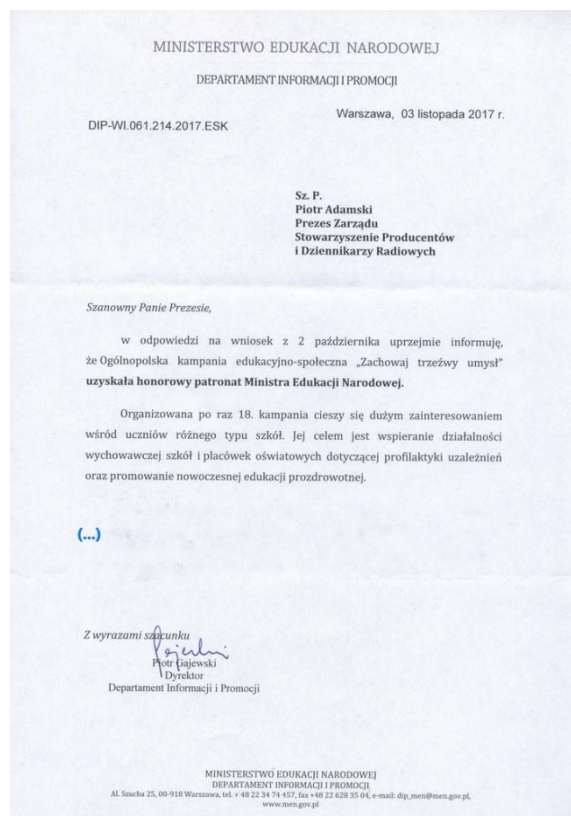 MINISTERSTWO EDUKACJI NARODOWEJ
DEPARTAMENT INFORMACJI I PROMOCJI
Warszawa, 03 listopada 2017 r.
DIP-WI.061.214.2017.ESK
Sz. P.
Piotr Adamski
Prezes Zarządu
Stowarzyszenie Producentów
i Dziennikarzy Radiowych
Szanowny Panie Prezesie,
w odpowiedzi na wniosek z 2 października uprzejmie informuję,
że Ogólnopolska kampania edukacyjno-społeczna „Zachowaj trzeźwy umysł”
uzyskała honorowy patronat Ministra Edukacji Narodowej.
Organizowana po raz 18. kampania cieszy się dużym zainteresowaniem
wśród uczniów różnego typu szkół. Jej celem jest wspieranie działalności
wychowawczej szkół i placówek oświatowych dotyczącej profilaktyki uzależnień
oraz promowanie nowoczesnej edukacji prozdrowotnej.
(...)
Z wyrazami szacunku
Piotr Gajewski
Dyrektor
Departament Informacji i Promocji
MINISTERSTWO EDUKACJI NARODOWEJ
DEPARTAMENT INFORMACJI I PROMOCJI
Al. Szucha 25, 00-918 Warszawa, tel. + 48 22 34 74 457, fax +48 22 628 35 04, e-mail: dip_men@men.gov.pl,
www.men.gov.pl